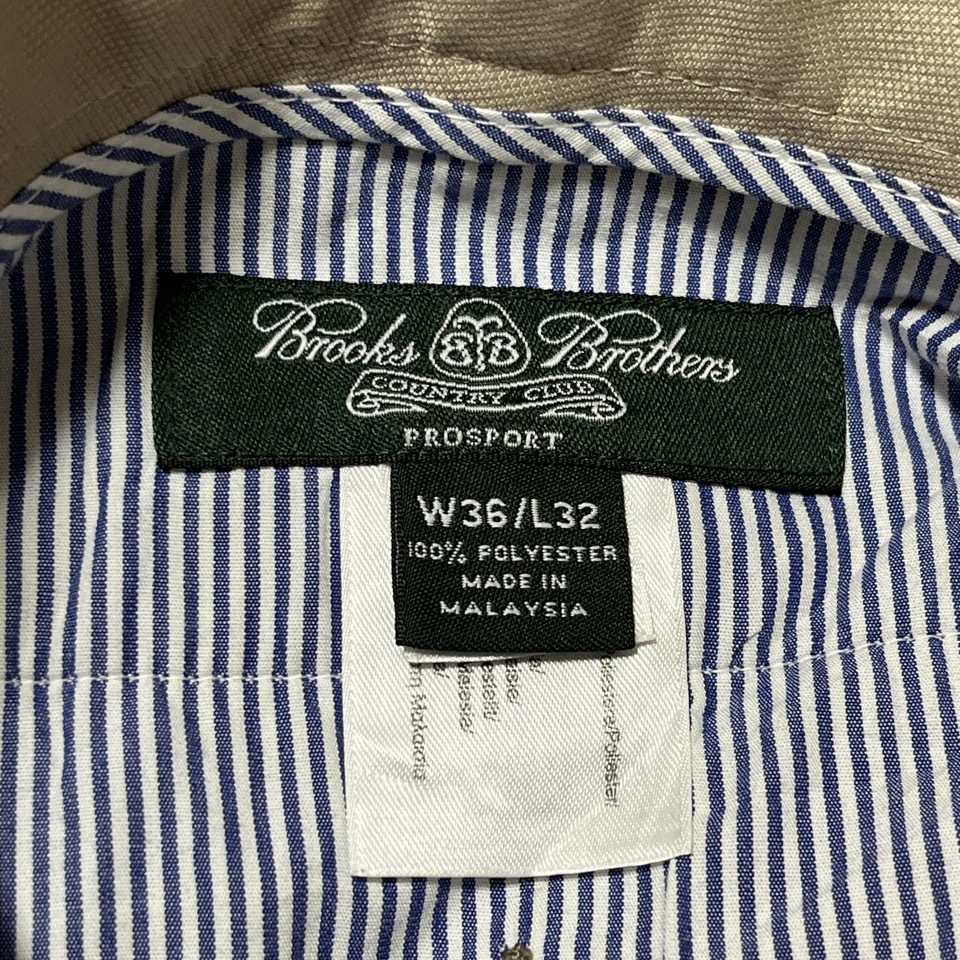 Brooks BB Brothers
COUNTRY CLUB
PROSPORT
W36/L32
100% POLYESTER
MADE IN
MALAYSIA